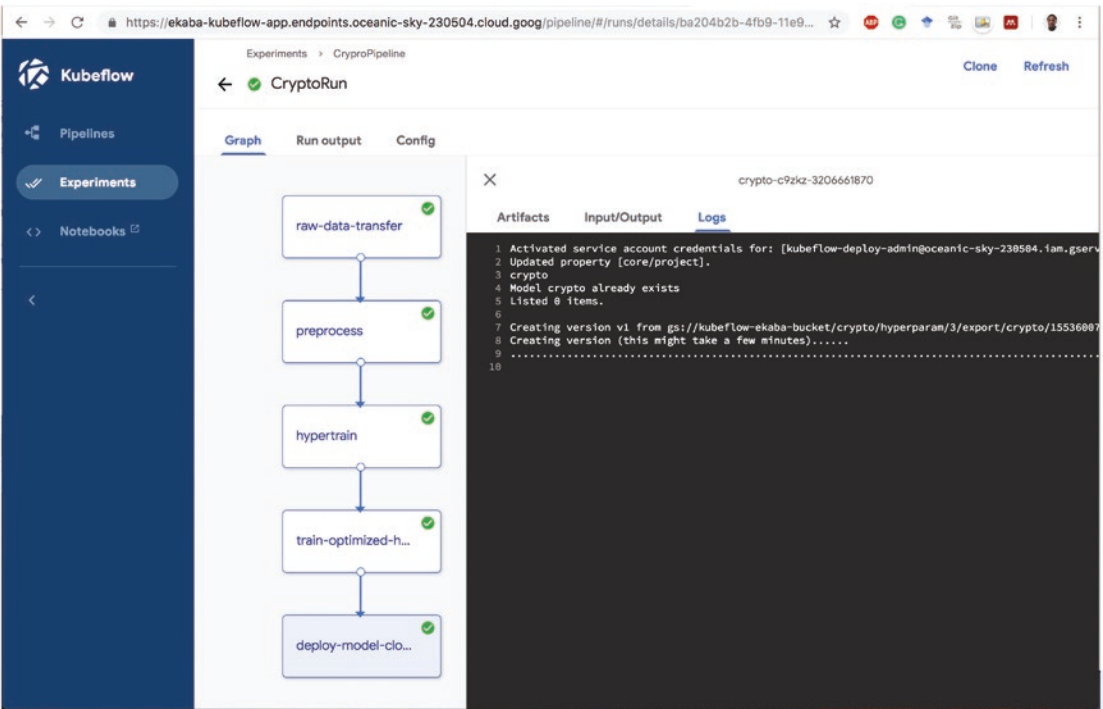 https://ekaba-kubeflow-app.endpoints.oceanic-sky-230504.cloud.goog/pipeline/#/runs/details/ba204b2b-4fb9-11e9...
Kubeflow
Experiments > CryproPipeline
CryptoRun
Clone Refresh
Pipelines
Experiments
Notebooks
Graph Run output Config
raw-data-transfer
preprocess
hypertrain
train-optimized-h...
deploy-model-clo...
crypto-c9zkz-3206661870
Artifacts Input/Output Logs
1 Activated service account credentials for: [kubeflow-deploy-admin@oceanic-sky-230504.iam.gserv
2 Updated property [core/project].
3 crypto
4 Model crypto already exists
5 Listed 0 items.
6
7 Creating version v1 from gs://kubeflow-ekaba-bucket/crypto/hyperparam/3/export/crypto/15536007
8 Creating version (this might take a few minutes)......
9 ...............................................................................................
10